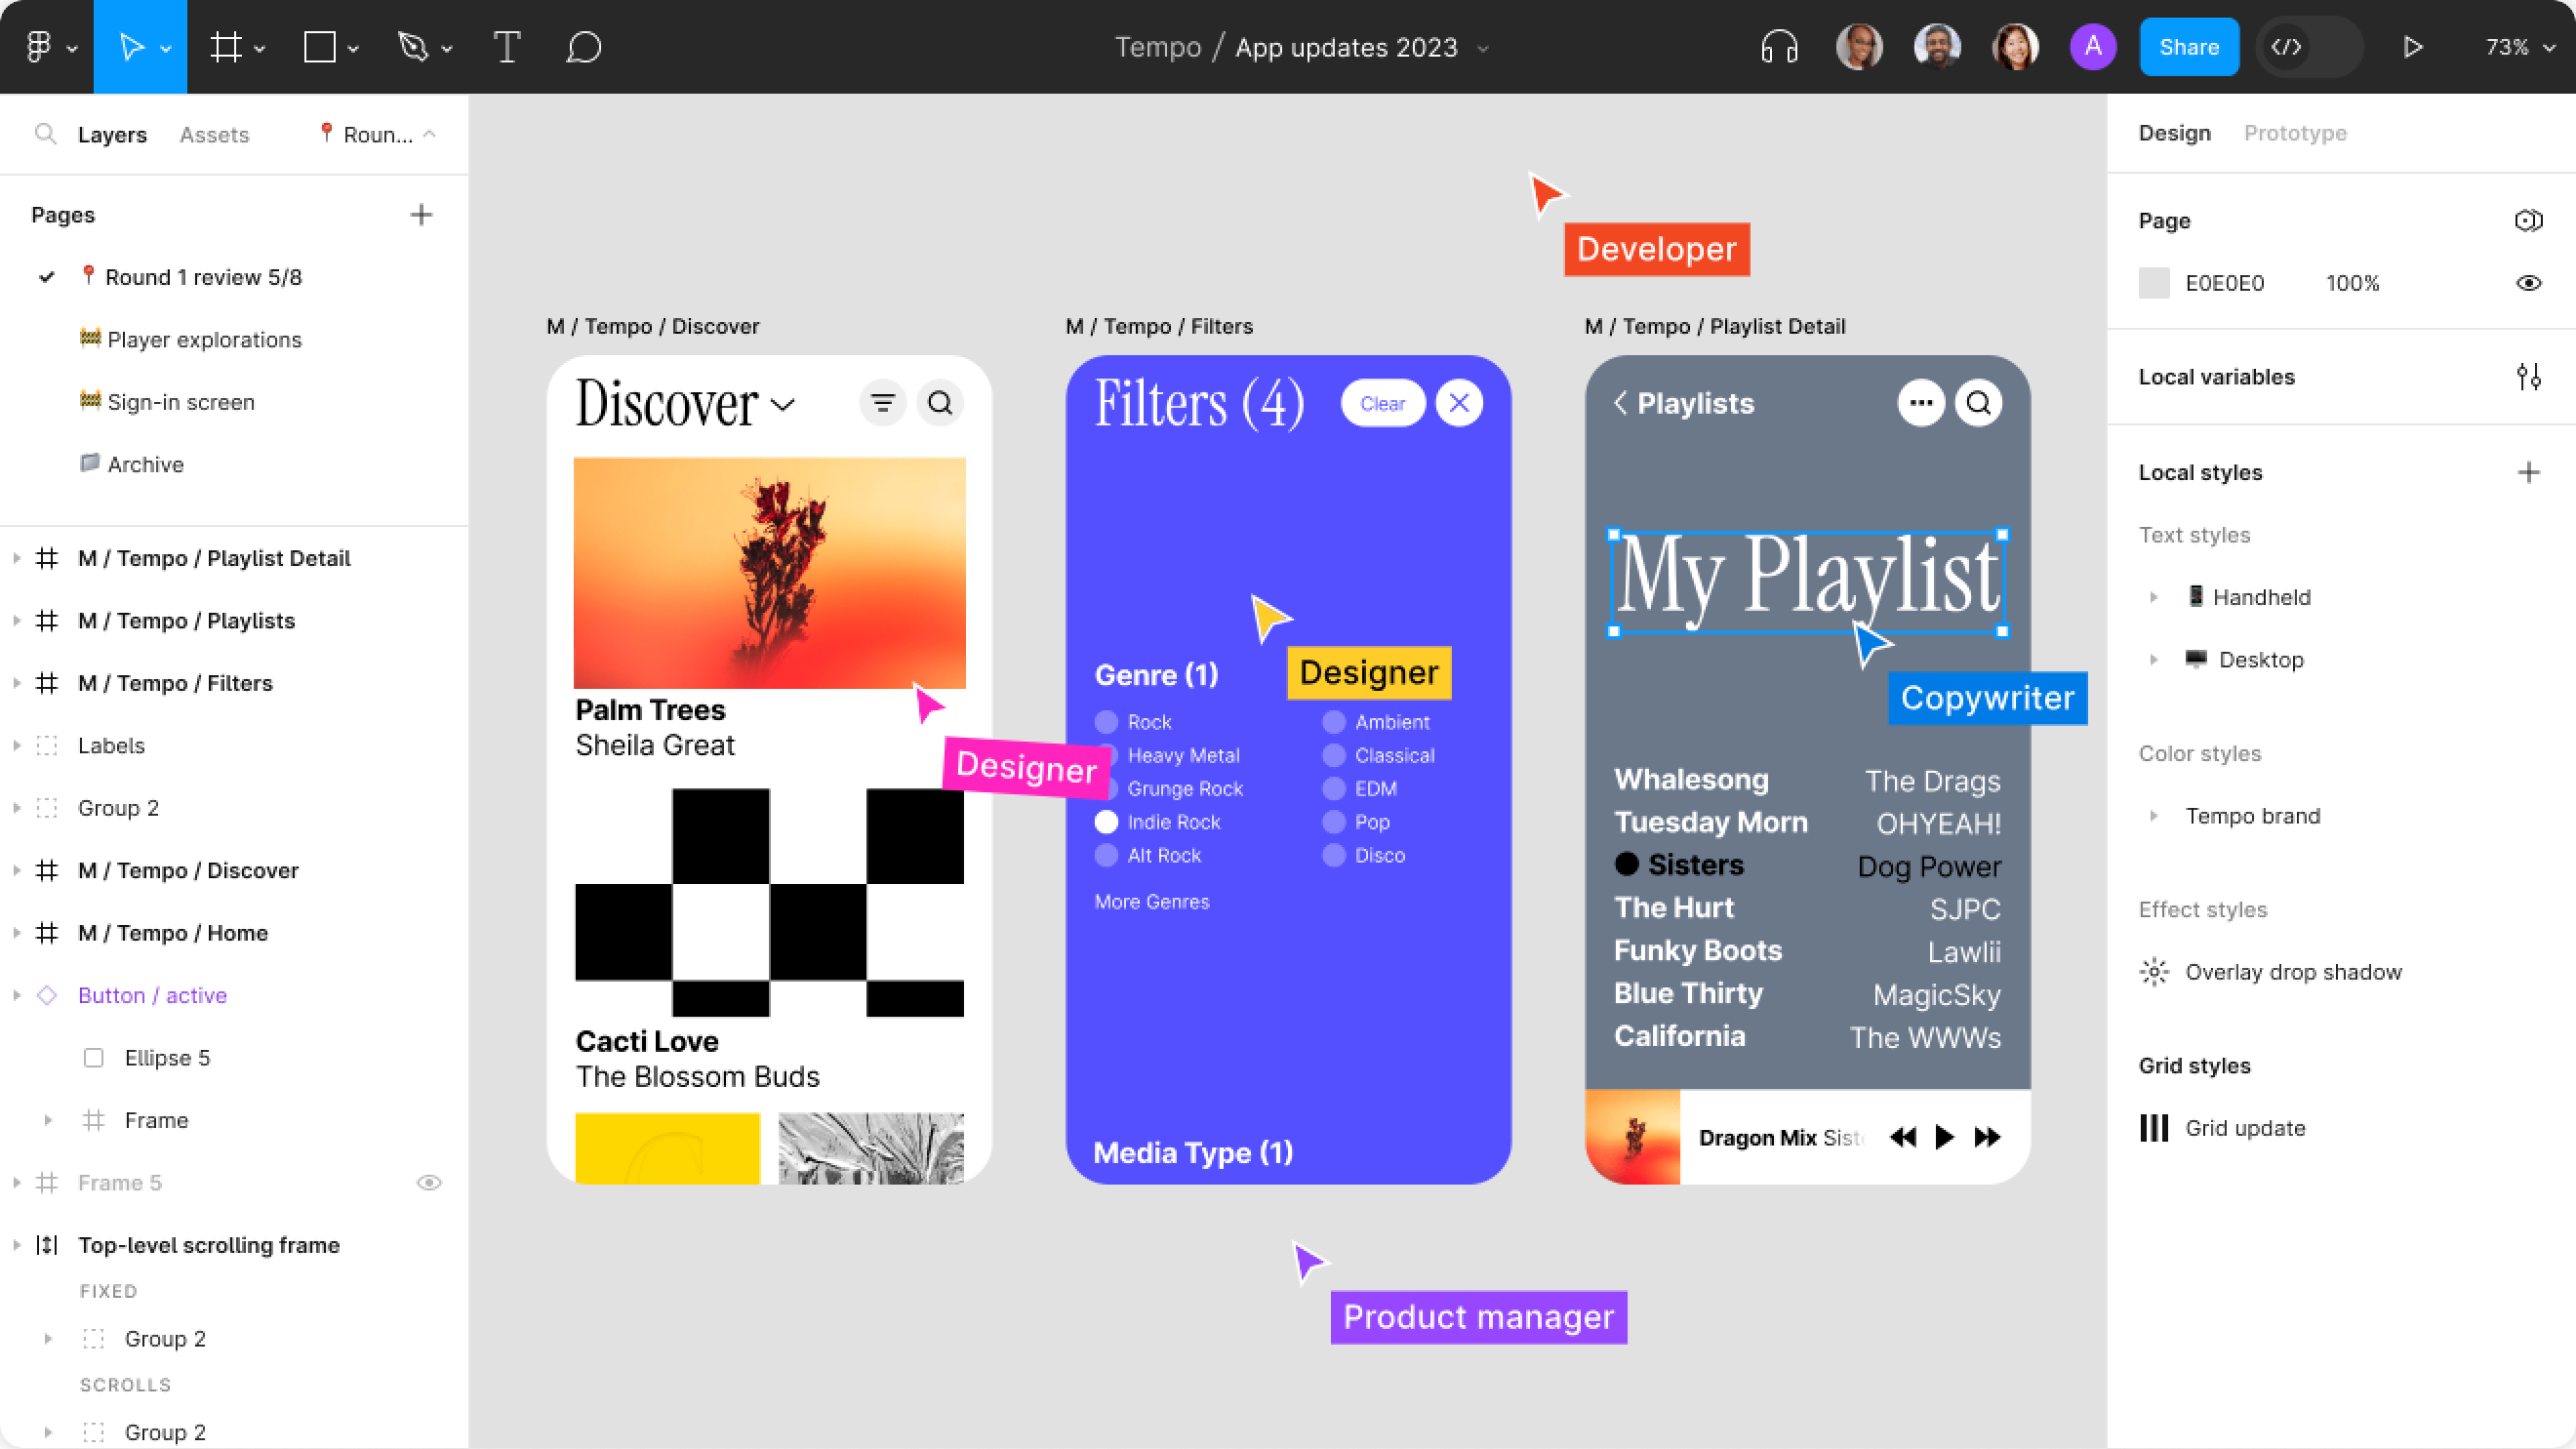 Tempo / App updates 2023
A
Share
73%
Layers
Assets
Roun...
Pages
Round 1 review 5/8
Player explorations
Sign-in screen
Archive
M / Tempo / Playlist Detail
M / Tempo / Playlists
M / Tempo / Filters
Labels
Group 2
M / Tempo / Discover
M / Tempo / Home
Button / active
Ellipse 5
Frame
Frame 5
Top-level scrolling frame
FIXED
Group 2
SCROLLS
Group 2
Developer
M / Tempo / Discover
Discover
Palm Trees
Sheila Great
Designer
Cacti Love
The Blossom Buds
M / Tempo / Filters
Filters (4)
Clear
Designer
Genre (1)
Rock
Ambient
Heavy Metal
Classical
Grunge Rock
EDM
Indie Rock
Pop
Alt Rock
Disco
More Genres
Media Type (1)
Product manager
M / Tempo / Playlist Detail
Playlists
My Playlist
Copywriter
Whalesong The Drags
Tuesday Morn OHYEAH!
Sisters Dog Power
The Hurt SJPC
Funky Boots Lawlii
Blue Thirty MagicSky
California The WWWs
Dragon Mix Siste
Design
Prototype
Page
E0E0E0 100%
Local variables
Local styles
Text styles
Handheld
Desktop
Color styles
Tempo brand
Effect styles
Overlay drop shadow
Grid styles
Grid update